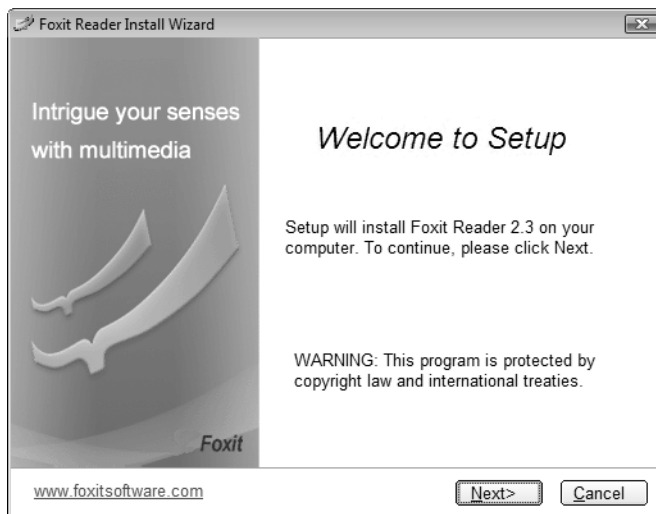 Foxit Reader Install Wizard
Intrigue your senses
with multimedia
Welcome to Setup
Setup will install Foxit Reader 2.3 on your
computer. To continue, please click Next.
WARNING: This program is protected by
copyright law and international treaties.
Foxit
www.foxitsoftware.com
Next>
Cancel